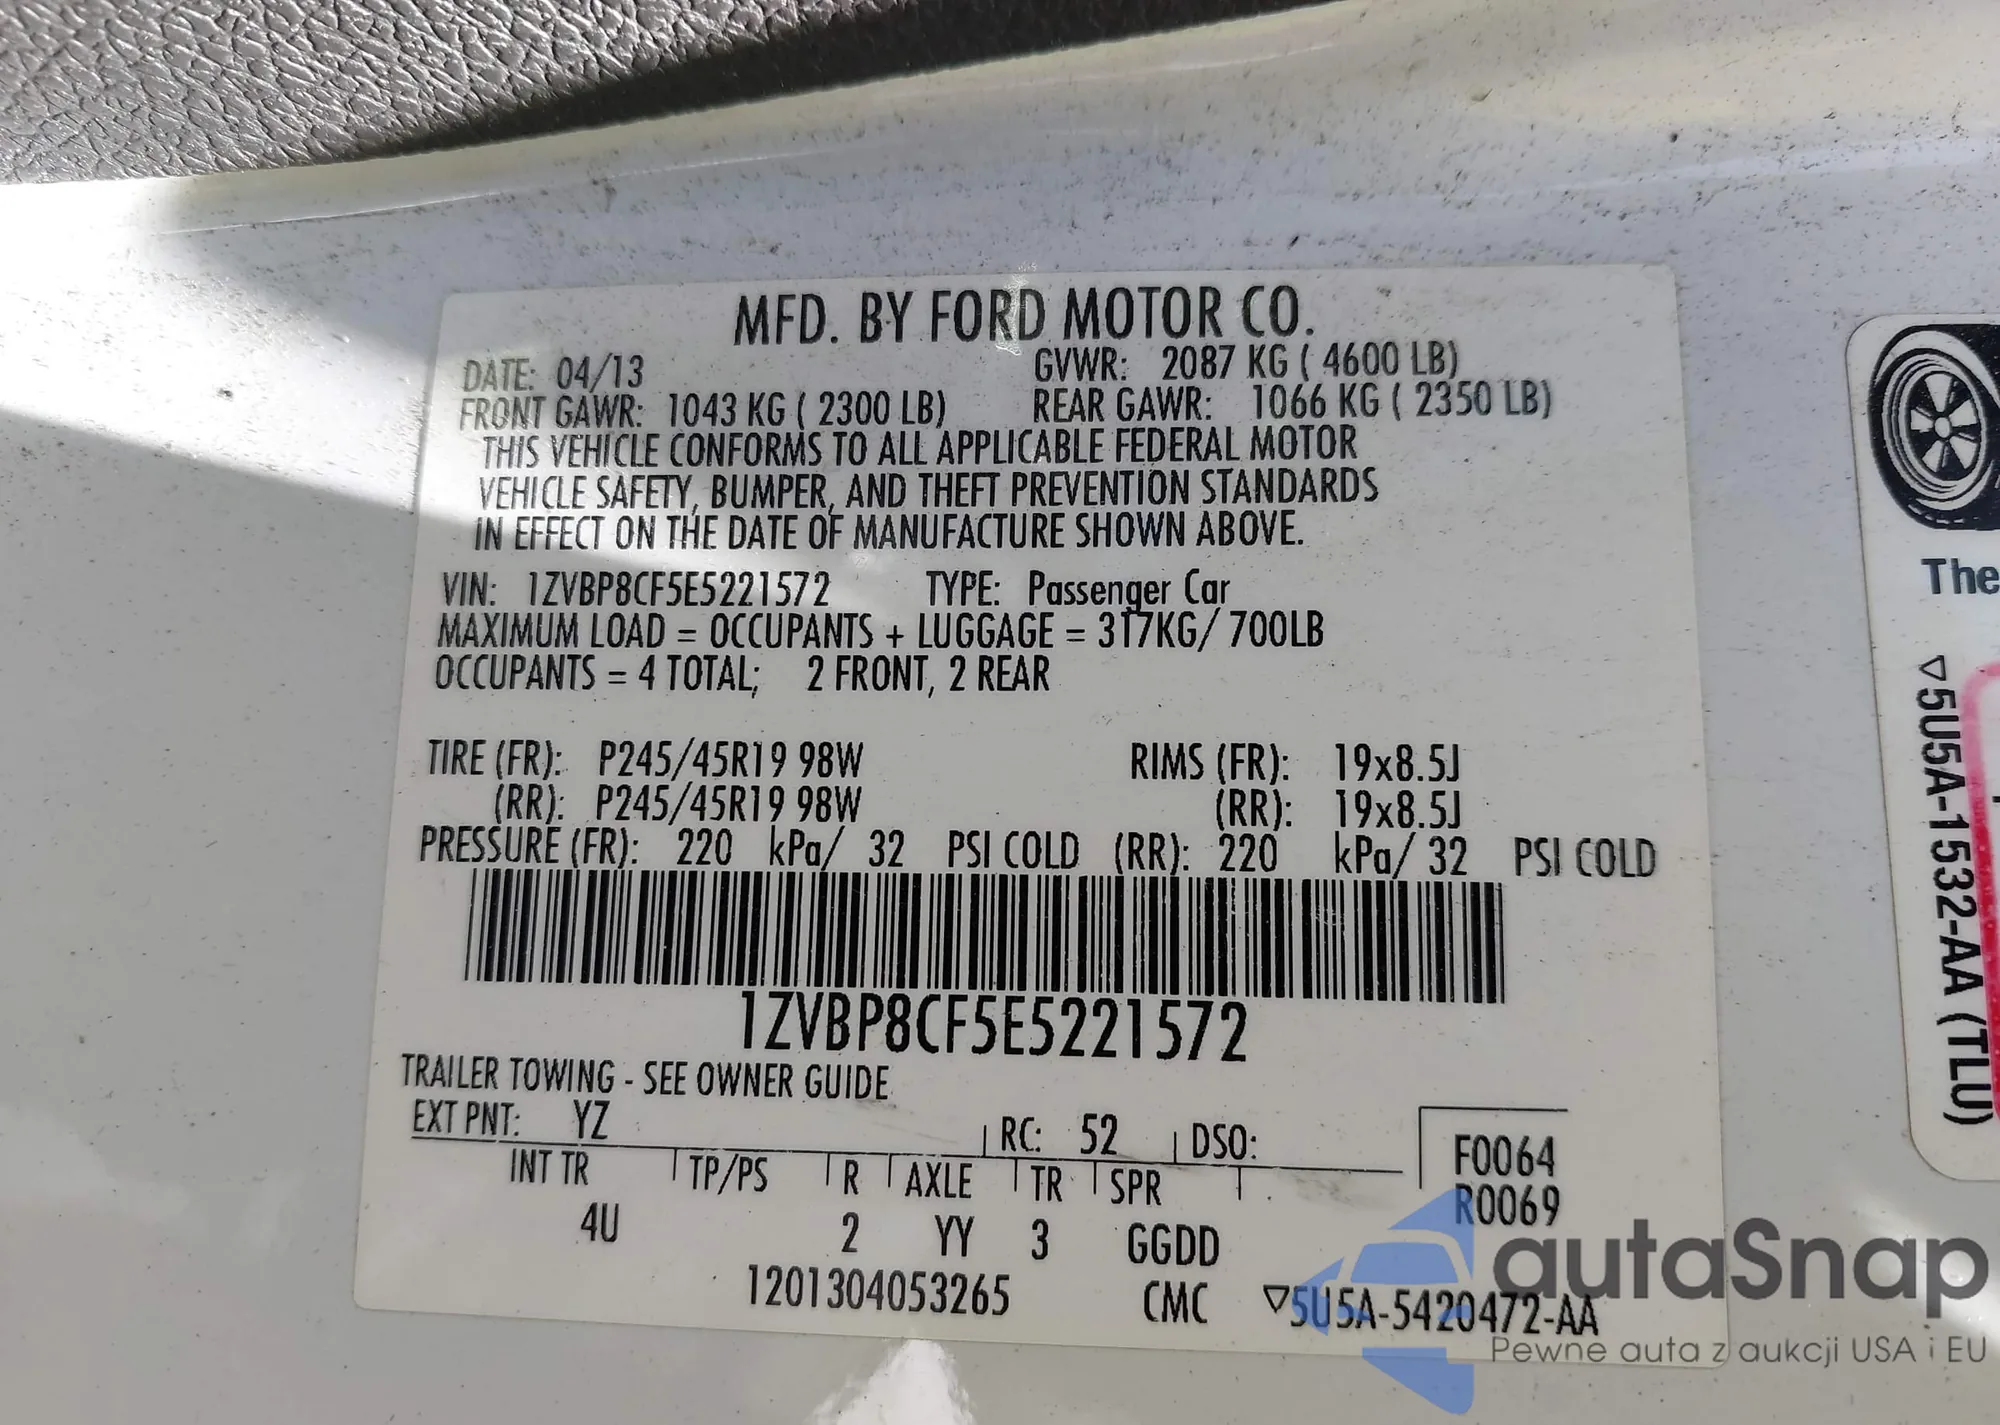 MFD. BY FORD MOTOR CO.
DATE: 04/13 GVWR: 2087 KG ( 4600 LB)
FRONT GAWR: 1043 KG ( 2300 LB) REAR GAWR: 1066 KG ( 2350 LB)
THIS VEHICLE CONFORMS TO ALL APPLICABLE FEDERAL MOTOR
VEHICLE SAFETY, BUMPER, AND THEFT PREVENTION STANDARDS
IN EFFECT ON THE DATE OF MANUFACTURE SHOWN ABOVE.
VIN: 1ZVBP8CF5E5221572 TYPE: Passenger Car
MAXIMUM LOAD = OCCUPANTS + LUGGAGE = 317KG/ 700LB
OCCUPANTS = 4 TOTAL; 2 FRONT, 2 REAR
TIRE (FR): P245/45R19 98W RIMS (FR): 19x8.5J
(RR): P245/45R19 98W (RR): 19x8.5J
PRESSURE (FR): 220 kPa/ 32 PSI COLD (RR): 220 kPa/ 32 PSI COLD
1ZVBP8CF5E5221572
TRAILER TOWING - SEE OWNER GUIDE
EXT PNT: YZ RC: 52 DSO:
INT TR TP/PS R AXLE TR SPR
4U 2 YY 3 GGDD
F0064
R0069
1201304053265 CMC ▽5U5A-5420472-AA
The
▽5U5A-1532-AA (TLU)
autaSnap
Pewne auta z aukcji USA i EU